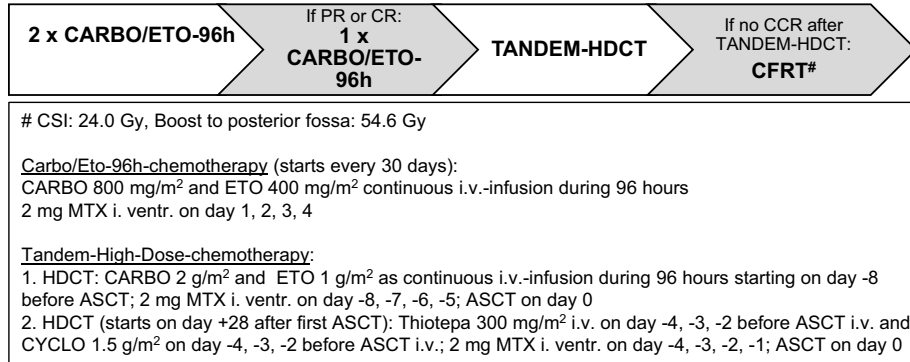 2 x CARBO/ETO-96h
If PR or CR:
1 x
CARBO/ETO-
96h
TANDEM-HDCT
If no CCR after
TANDEM-HDCT:
CFRT#
# CSI: 24.0 Gy, Boost to posterior fossa: 54.6 Gy
Carbo/Eto-96h-chemotherapy (starts every 30 days):
CARBO 800 mg/m² and ETO 400 mg/m² continuous i.v.-infusion during 96 hours
2 mg MTX i. ventr. on day 1, 2, 3, 4
Tandem-High-Dose-chemotherapy:
1. HDCT: CARBO 2 g/m² and ETO 1 g/m² as continuous i.v.-infusion during 96 hours starting on day -8
before ASCT; 2 mg MTX i. ventr. on day -8, -7, -6, -5; ASCT on day 0
2. HDCT (starts on day +28 after first ASCT): Thiotepa 300 mg/m² i.v. on day -4, -3, -2 before ASCT i.v. and
CYCLO 1.5 g/m² on day -4, -3, -2 before ASCT i.v.; 2 mg MTX i. ventr. on day -4, -3, -2, -1; ASCT on day 0